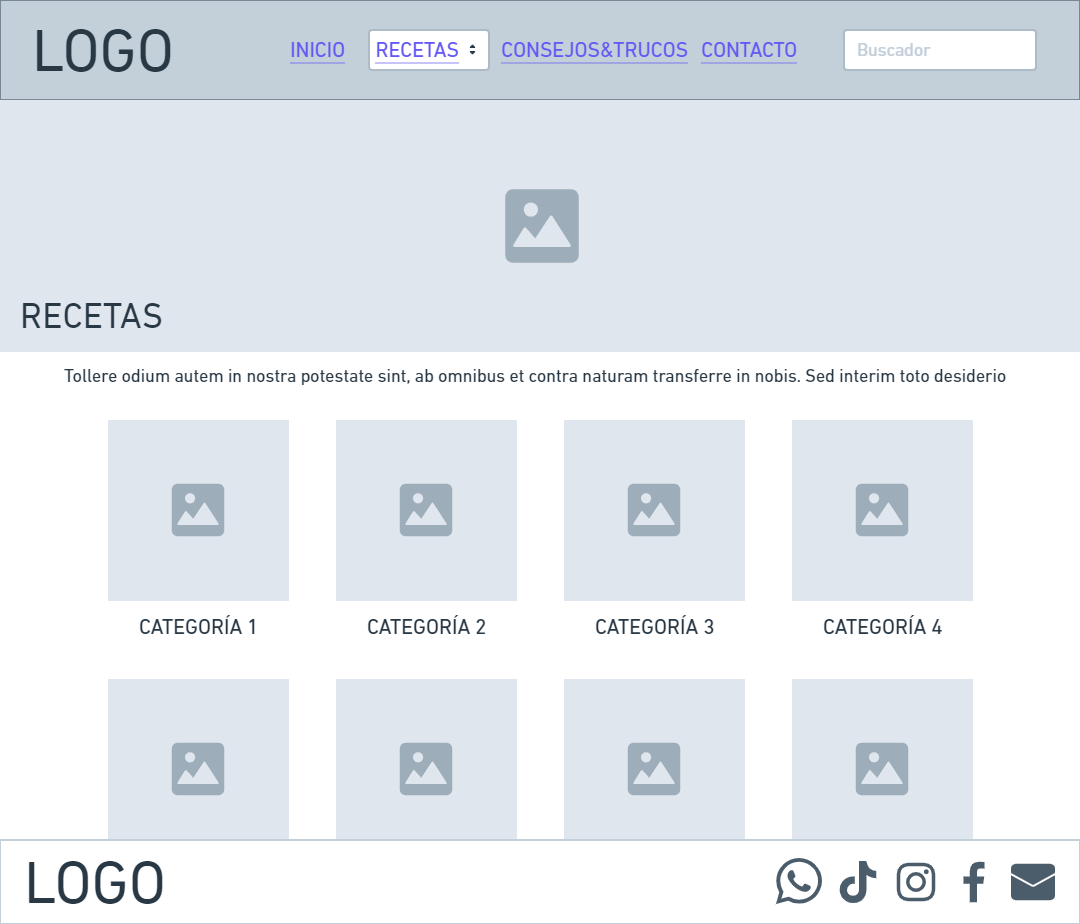 LOGO
INICIO RECETAS CONSEJOS&TRUCOS CONTACTO Buscador
RECETAS
Tollere odium autem in nostra potestate sint, ab omnibus et contra naturam transferre in nobis. Sed interim toto desiderio
CATEGORÍA 1 CATEGORÍA 2 CATEGORÍA 3 CATEGORÍA 4
LOGO